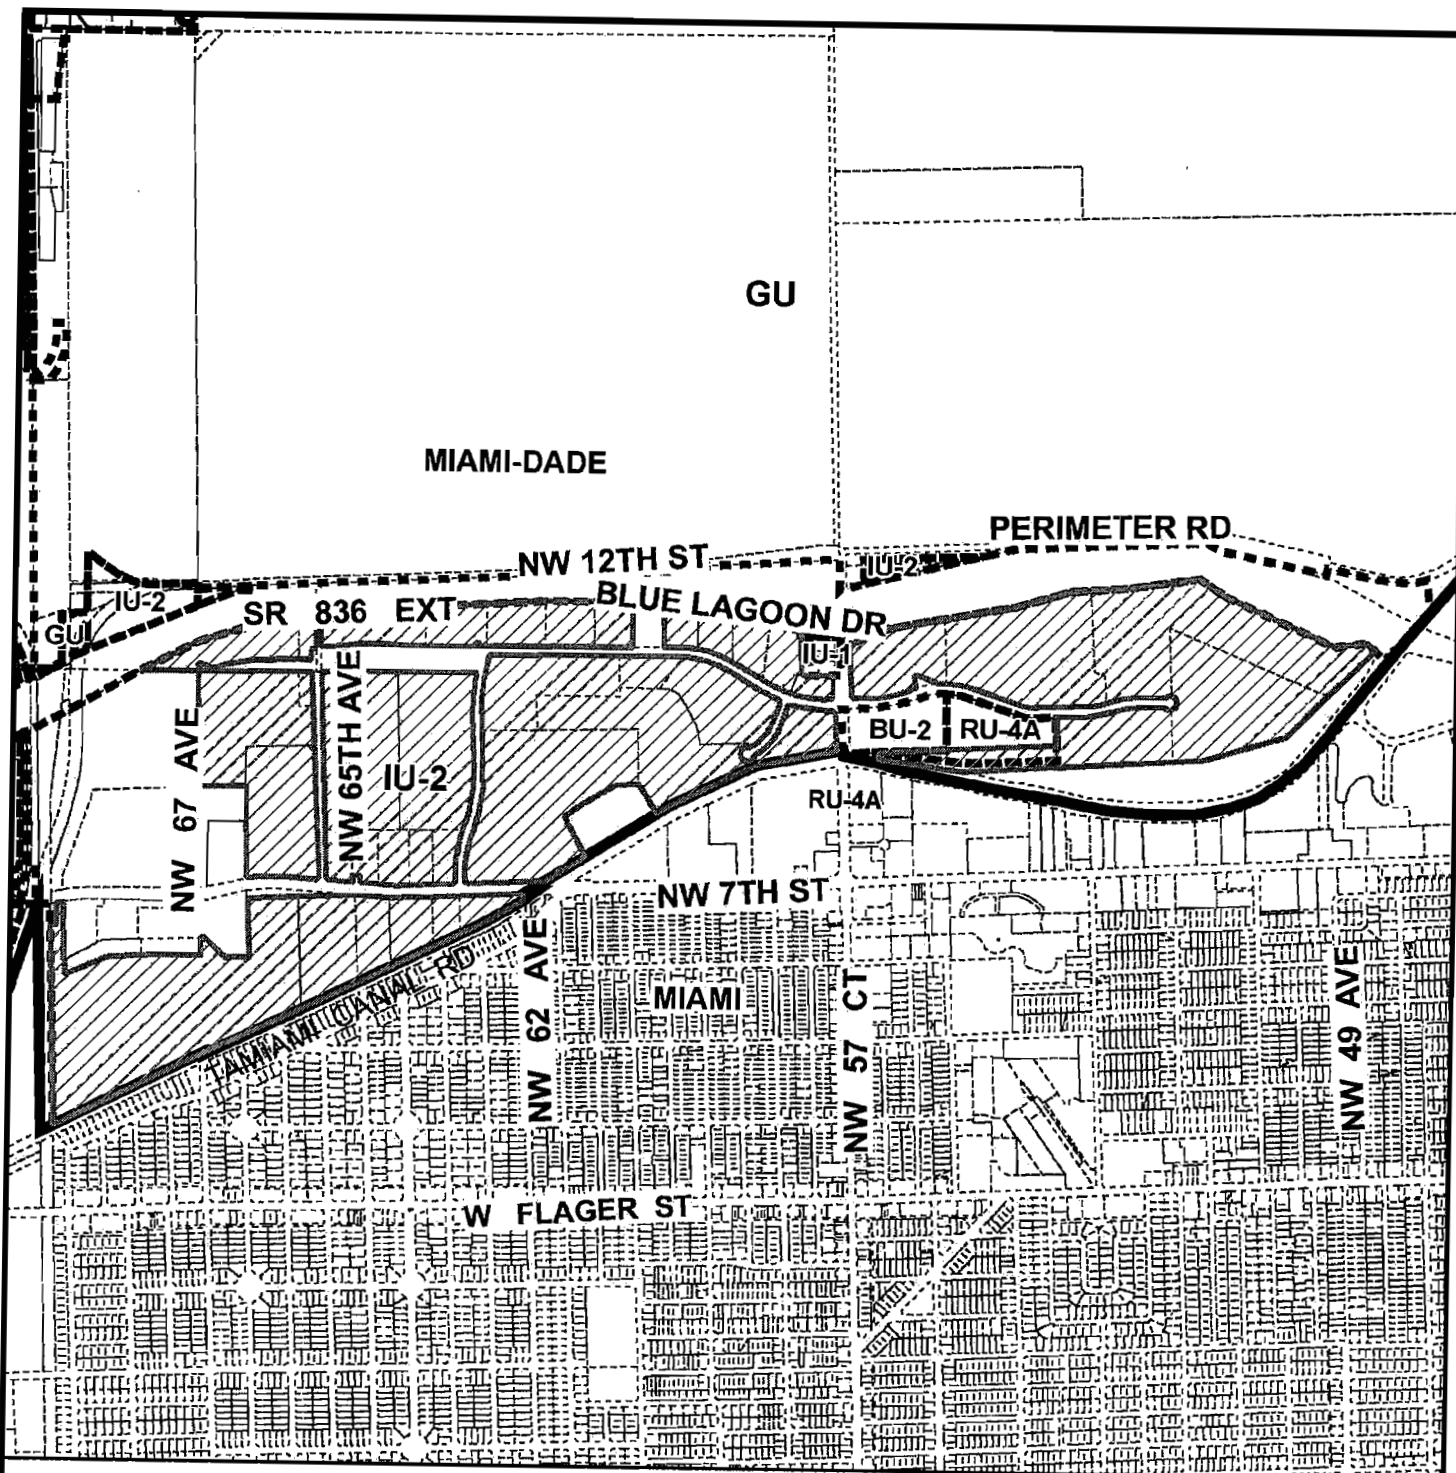 GU
MIAMI-DADE
PERIMETER RD
NW 12TH ST
IU-2
BLUE LAGOON DR
IU-2
SR 836 EXT
GU
IU-1
NW 67 AVE
NW 65TH AVE
IU-2
BU-2
RU-4A
RU-4A
NW 7TH ST
TAMIAMI CANAL RD
NW 62 AVE
MIAMI
NW 57 CT
NW 49 AVE
W FLAGER ST